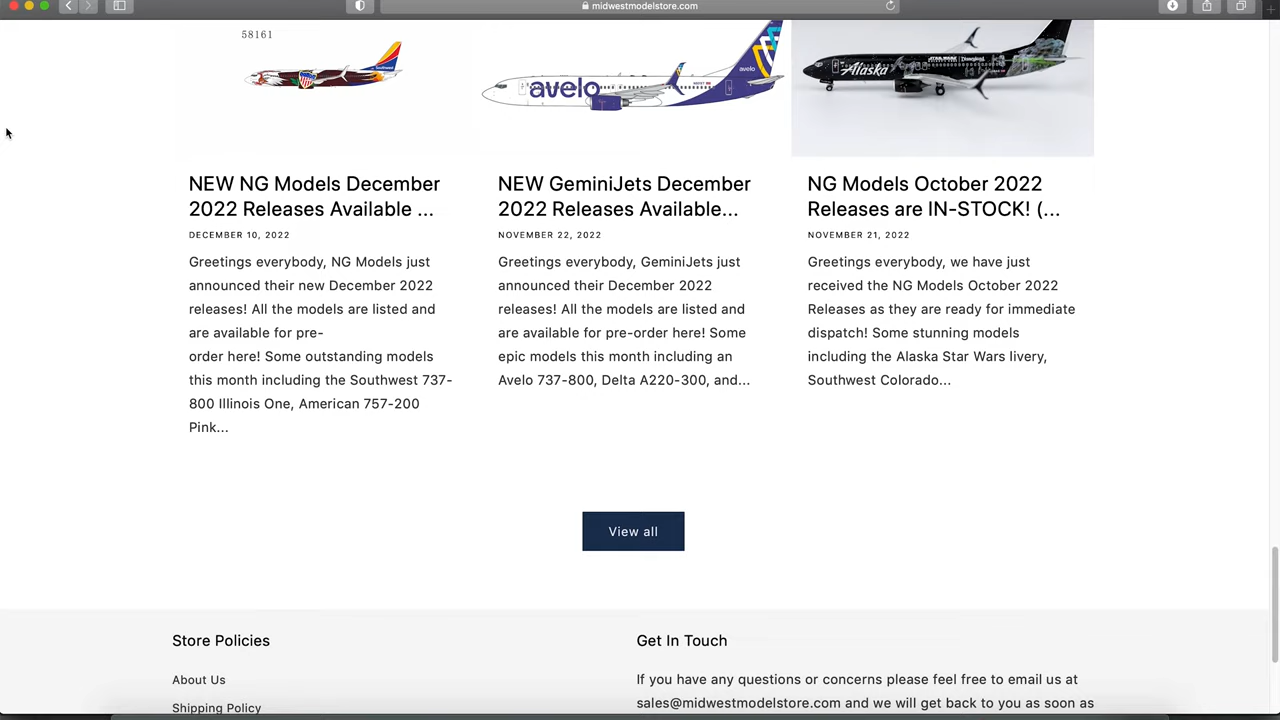 midwestmodelstore.com
58161
Southwest
avelo
avelo
Alaska
STAR WARS
Disneyland
NEW NG Models December
2022 Releases Available ...
DECEMBER 10, 2022
Greetings everybody, NG Models just
announced their new December 2022
releases! All the models are listed and
are available for pre-
order here! Some outstanding models
this month including the Southwest 737-
800 Illinois One, American 757-200
Pink...
NEW GeminiJets December
2022 Releases Available...
NOVEMBER 22, 2022
Greetings everybody, GeminiJets just
announced their December 2022
releases! All the models are listed and
are available for pre-order here! Some
epic models this month including an
Avelo 737-800, Delta A220-300, and...
NG Models October 2022
Releases are IN-STOCK! (...
NOVEMBER 21, 2022
Greetings everybody, we have just
received the NG Models October 2022
Releases as they are ready for immediate
dispatch! Some stunning models
including the Alaska Star Wars livery,
Southwest Colorado...
View all
Store Policies
About Us
Shipping Policy
Get In Touch
If you have any questions or concerns please feel free to email us at
sales@midwestmodelstore.com and we will get back to you as soon as